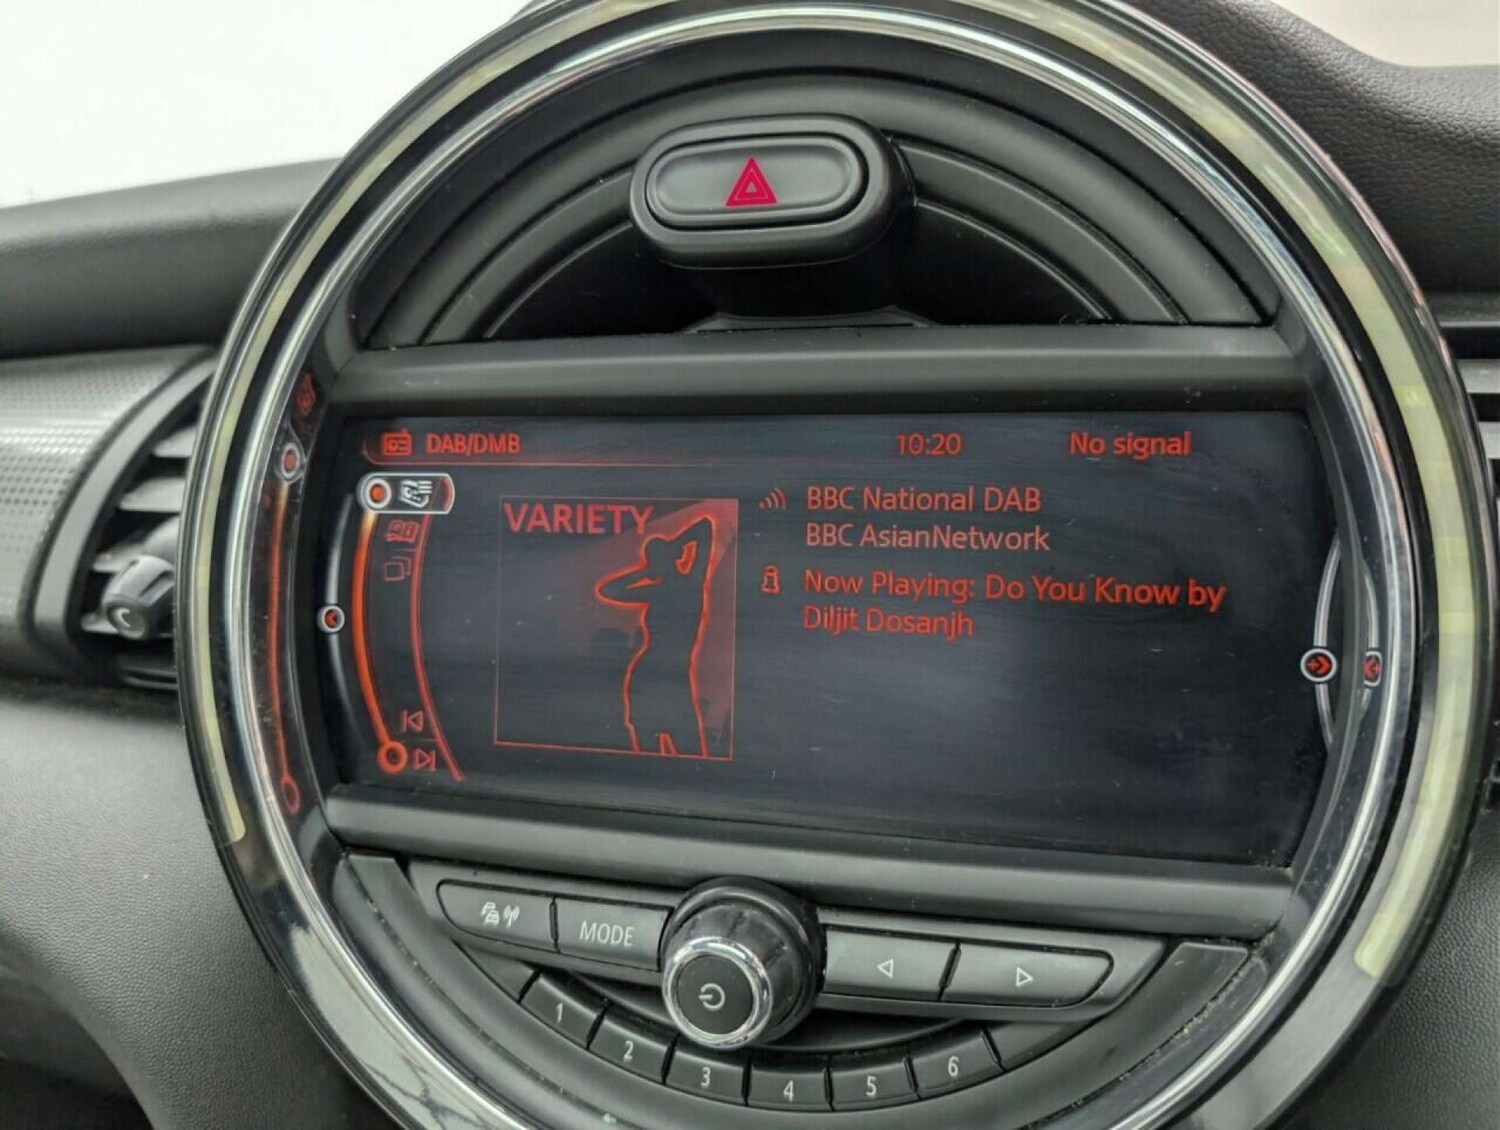 DAB/DMB 10:20 No signal
VARIETY
BBC National DAB
BBC AsianNetwork
Now Playing: Do You Know by
Diljit Dosanjh
MODE
1 2 3 4 5 6